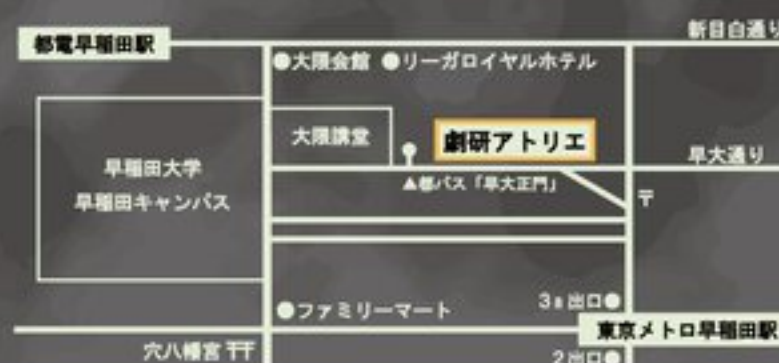 新目白通り
都電早稲田駅
●大隈会館 ●リーガロイヤルホテル
大隈講堂
劇研アトリエ
早大通り
早稲田大学
早稲田キャンパス
▲都バス「早大正門」
〒
●ファミリーマート
3a出口●
東京メトロ早稲田駅
穴八幡宮
2出口●